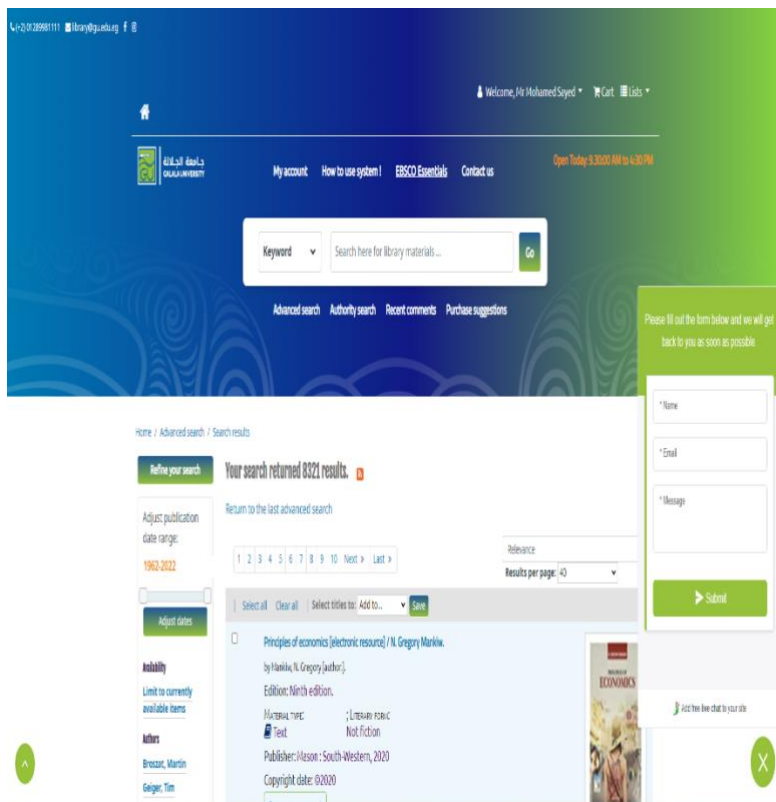 (+2) 01289981111 library@gu.edu.eg
Welcome, Mr Mohamed Sayed Cart Lists
جامعة الجلالة
GALALA UNIVERSITY
My account How to use system ! EBSCO Essentials Contact us
Open Today: 9.30:00 AM to 4:30 PM
Keyword Search here for library materials ... Go
Advanced search Authority search Recent comments Purchase suggestions
Please fill out the form below and we will get
back to you as soon as possible.
* Name
* Email
* Message
Submit
Add free live chat to your site
X
Home / Advanced search / Search results
Refine your search
Your search returned 8321 results.
Return to the last advanced search
Adjust publication
date range:
1962-2022
Adjust dates
1 2 3 4 5 6 7 8 9 10 Next Last
Relevance
Results per page: 40
Select all Clear all Select titles to: Add to... Save
Availability
Limit to currently
available items
Authors
Broszat, Martin
Geiger, Tim
Principles of economics [electronic resource] / N. Gregory Mankiw.
by Mankiw, N. Gregory [author.].
Edition: Ninth edition.
Material type: ; Literary form:
Text Not fiction
Publisher: Mason : South-Western, 2020
Copyright date: ©2020
ECONOMICS